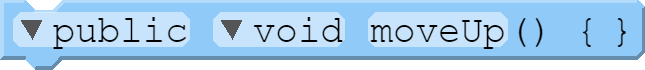 ▼public ▼void moveUp() { }